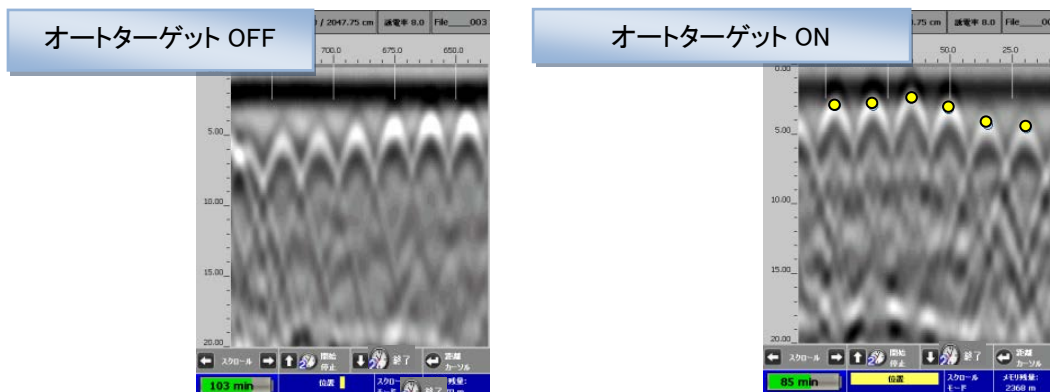 オートターゲット OFF
/ 2047.75 cm 誘電率 8.0 File____003
700.0 675.0 650.0
5.00
10.00
15.00
20.00
スクロール 開始 停止 終了 距離 カーソル
103 min 位置 スクロー モード 終了 残量:
オートターゲット ON
.75 cm 誘電率 8.0 File____00
50.0 25.0
0.00
5.00
10.00
15.00
20.00
スクロール 開始 停止 終了 距離 カーソル
85 min 位置 スクロール モード メモリ残量: 2360 m